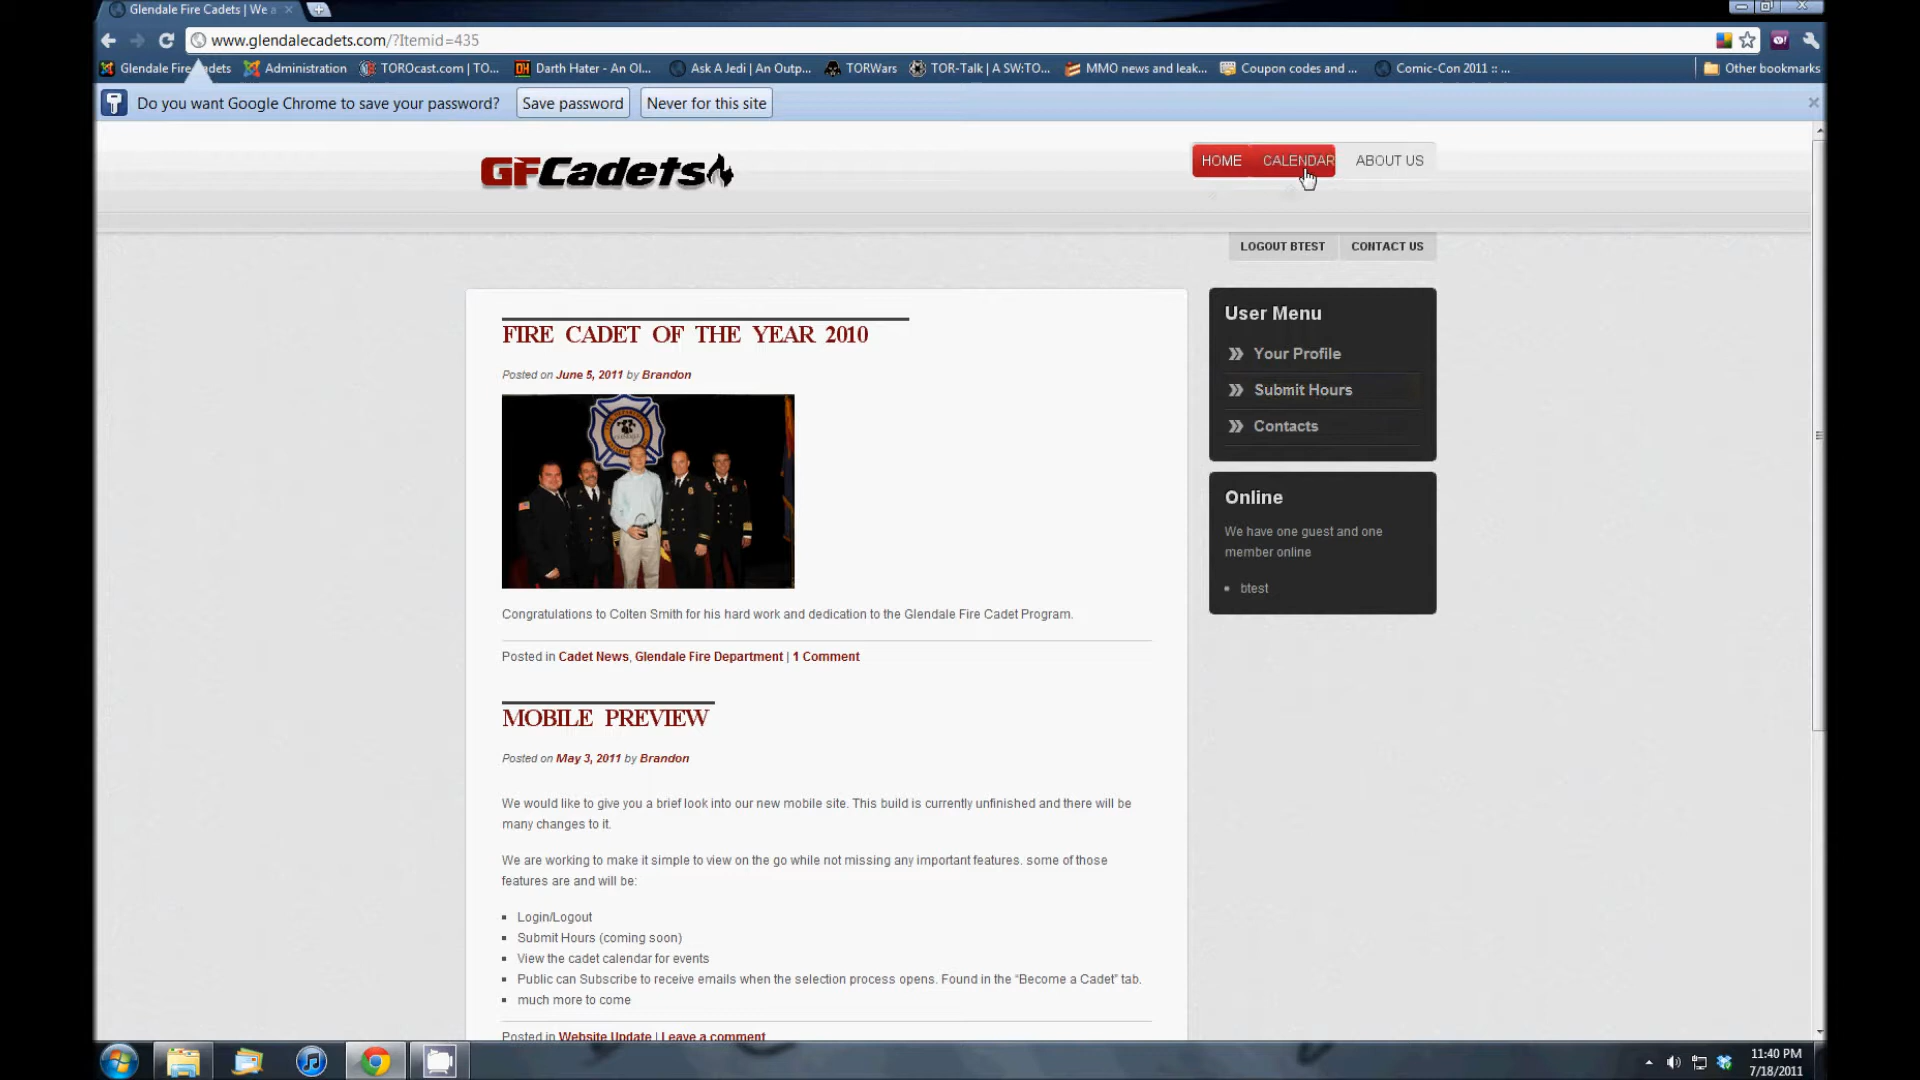 Glendale Fire Cadets | We a
www.glendalecadets.com/?Itemid=435
Glendale Fire Cadets
Administration
TOROcast.com | TO...
Darth Hater - An Ol...
Ask A Jedi | An Outp...
TORWars
TOR-Talk | A SW:TO...
MMO news and leak...
Coupon codes and ...
Comic-Con 2011 :: ...
Other bookmarks
Do you want Google Chrome to save your password?
Save password
Never for this site
GFCadets
HOME
CALENDAR
ABOUT US
LOGOUT BTEST
CONTACT US
FIRE CADET OF THE YEAR 2010
Posted on June 5, 2011 by Brandon
Congratulations to Colten Smith for his hard work and dedication to the Glendale Fire Cadet Program.
Posted in Cadet News, Glendale Fire Department | 1 Comment
MOBILE PREVIEW
Posted on May 3, 2011 by Brandon
We would like to give you a brief look into our new mobile site. This build is currently unfinished and there will be
many changes to it.
We are working to make it simple to view on the go while not missing any important features. some of those
features are and will be:
Login/Logout
Submit Hours (coming soon)
View the cadet calendar for events
Public can Subscribe to receive emails when the selection process opens. Found in the “Become a Cadet” tab.
much more to come
Posted in Website Update | Leave a comment
User Menu
Your Profile
Submit Hours
Contacts
Online
We have one guest and one
member online
btest
11:40 PM
7/18/2011